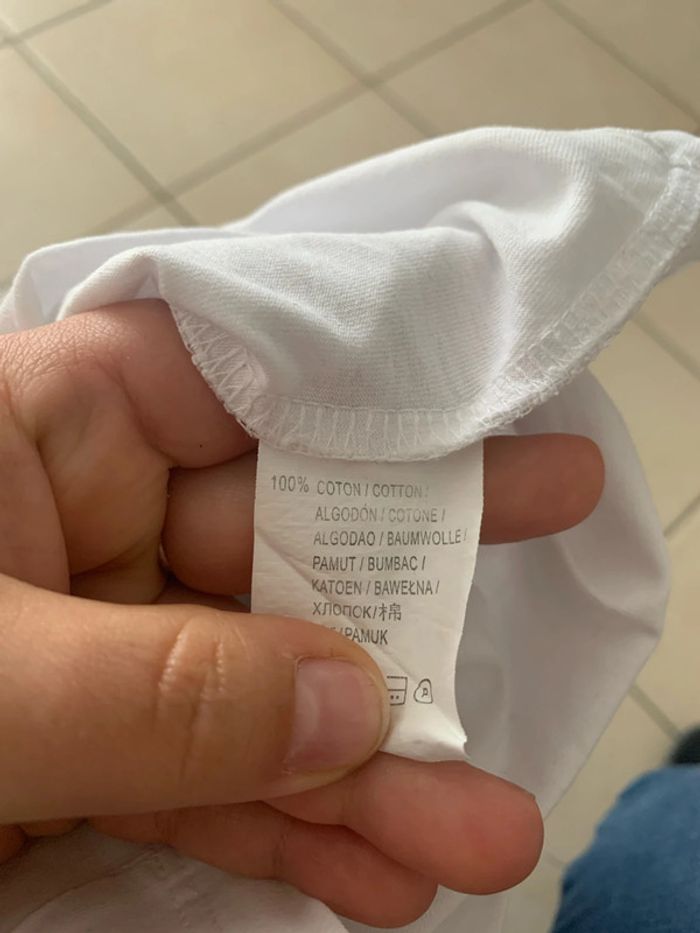 100% COTON / COTTON /
ALGODÓN / COTONE /
ALGODAO / BAUMWOLLE /
PAMUT / BUMBAC /
KATOEN / BAWEŁNA /
ХЛОПОК/棉
/PAMUK
P